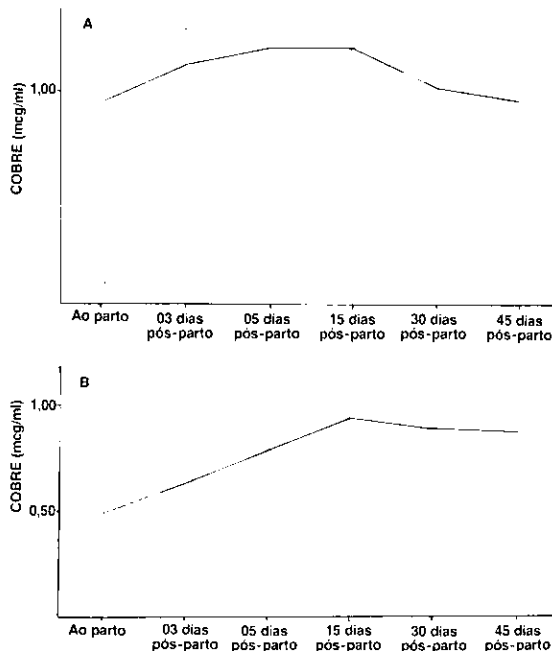 A
1,00
COBRE (mcg/ml)
Ao parto
03 dias
pós-parto
05 dias
pós-parto
15 dias
pós-parto
30 dias
pós-parto
45 dias
pós-parto
B
1,00
0,50
COBRE (mcg/ml)
Ao parto
03 dias
pós-parto
05 dias
pós-parto
15 dias
pós-parto
30 dias
pós-parto
45 dias
pós-parto